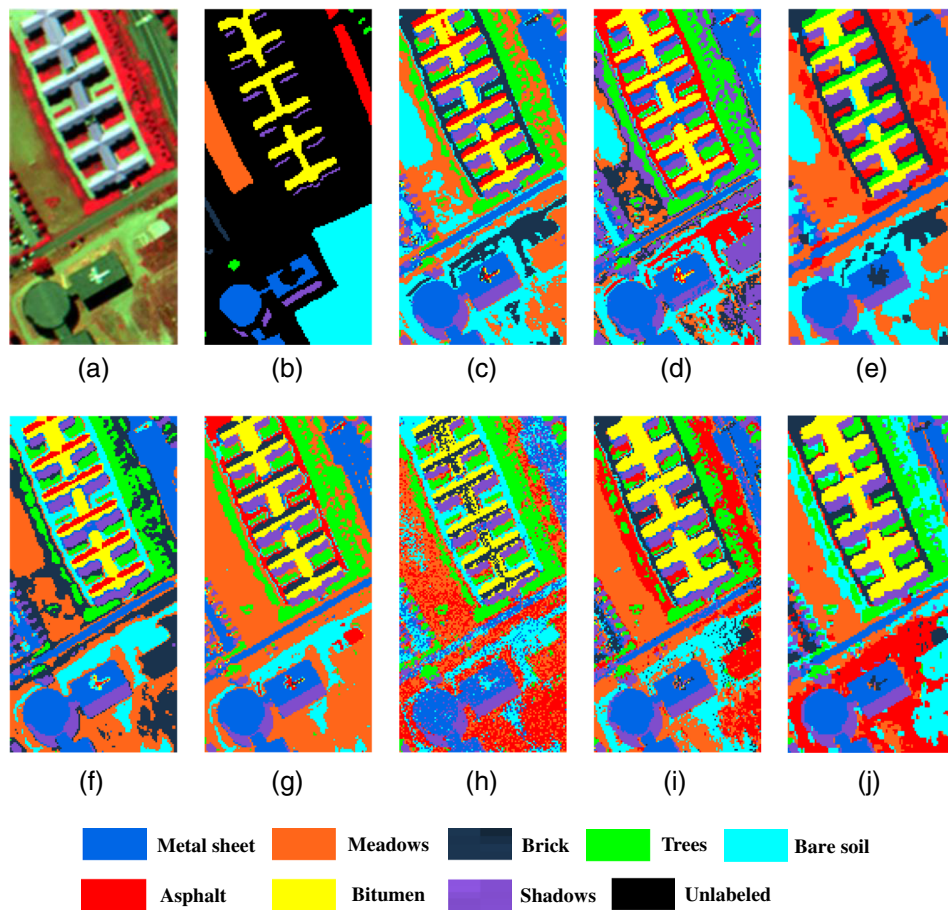 (a) (b) (c) (d) (e)
(f) (g) (h) (i) (j)
Metal sheet Meadows Brick Trees Bare soil
Asphalt Bitumen Shadows Unlabeled